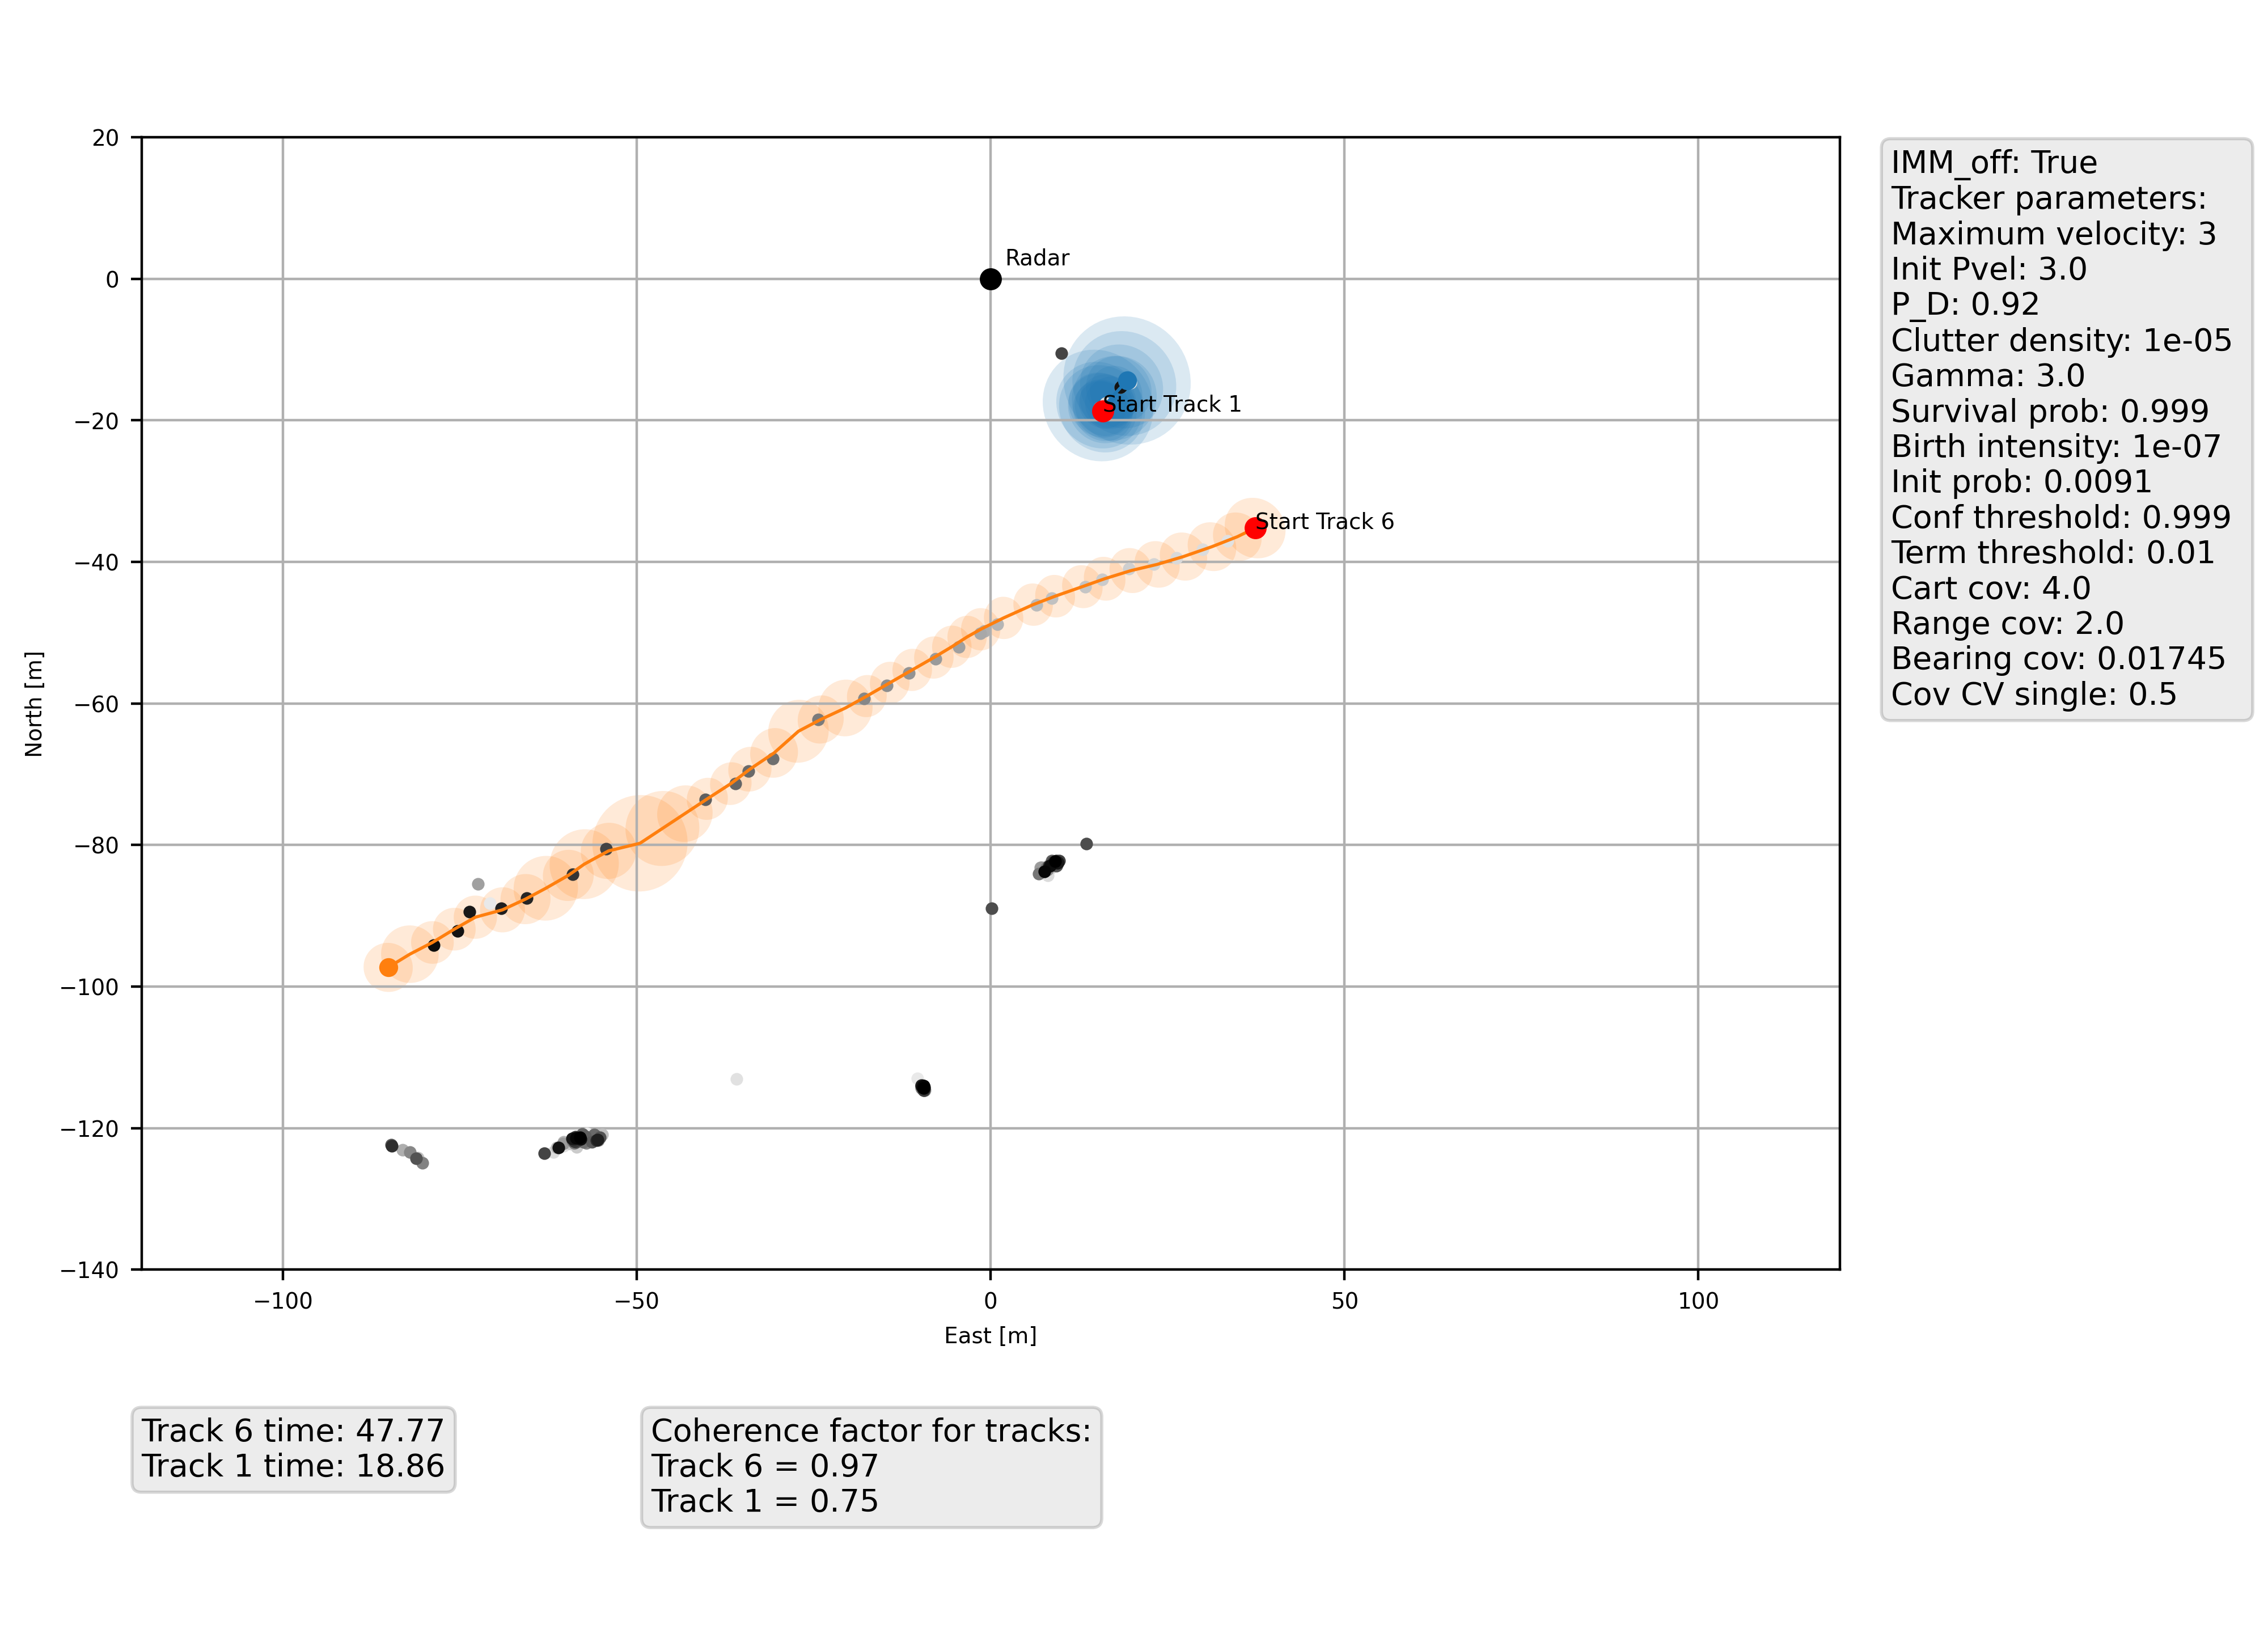 20
0
−20
−40
−60
−80
−100
−120
−140
North [m]
Radar
Start Track 1
Start Track 6
−100
−50
0
50
100
East [m]
IMM_off: True
Tracker parameters:
Maximum velocity: 3
Init Pvel: 3.0
P_D: 0.92
Clutter density: 1e-05
Gamma: 3.0
Survival prob: 0.999
Birth intensity: 1e-07
Init prob: 0.0091
Conf threshold: 0.999
Term threshold: 0.01
Cart cov: 4.0
Range cov: 2.0
Bearing cov: 0.01745
Cov CV single: 0.5
Track 6 time: 47.77
Track 1 time: 18.86
Coherence factor for tracks:
Track 6 = 0.97
Track 1 = 0.75